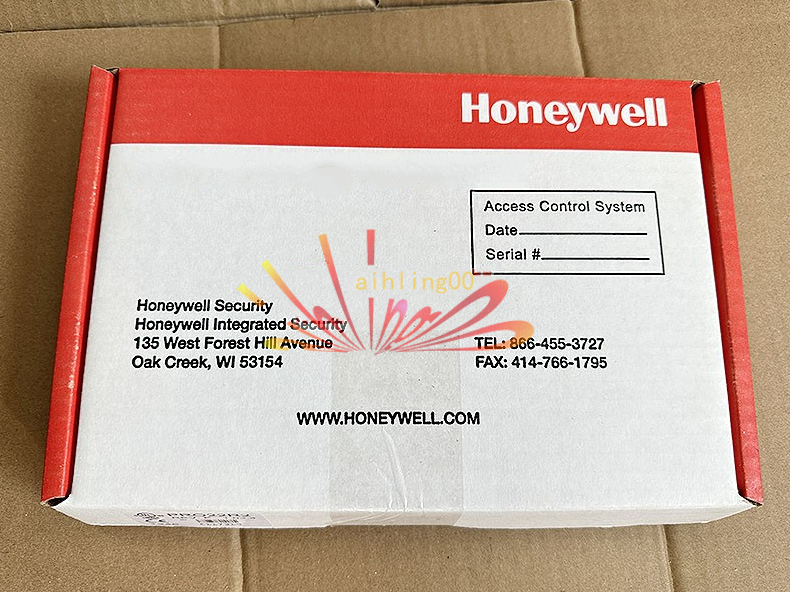 Honeywell
Access Control System
Date
Serial #
aihling00
Honeywell Security
Honeywell Integrated Security
135 West Forest Hill Avenue
Oak Creek, WI 53154
TEL: 866-455-3727
FAX: 414-766-1795
WWW.HONEYWELL.COM